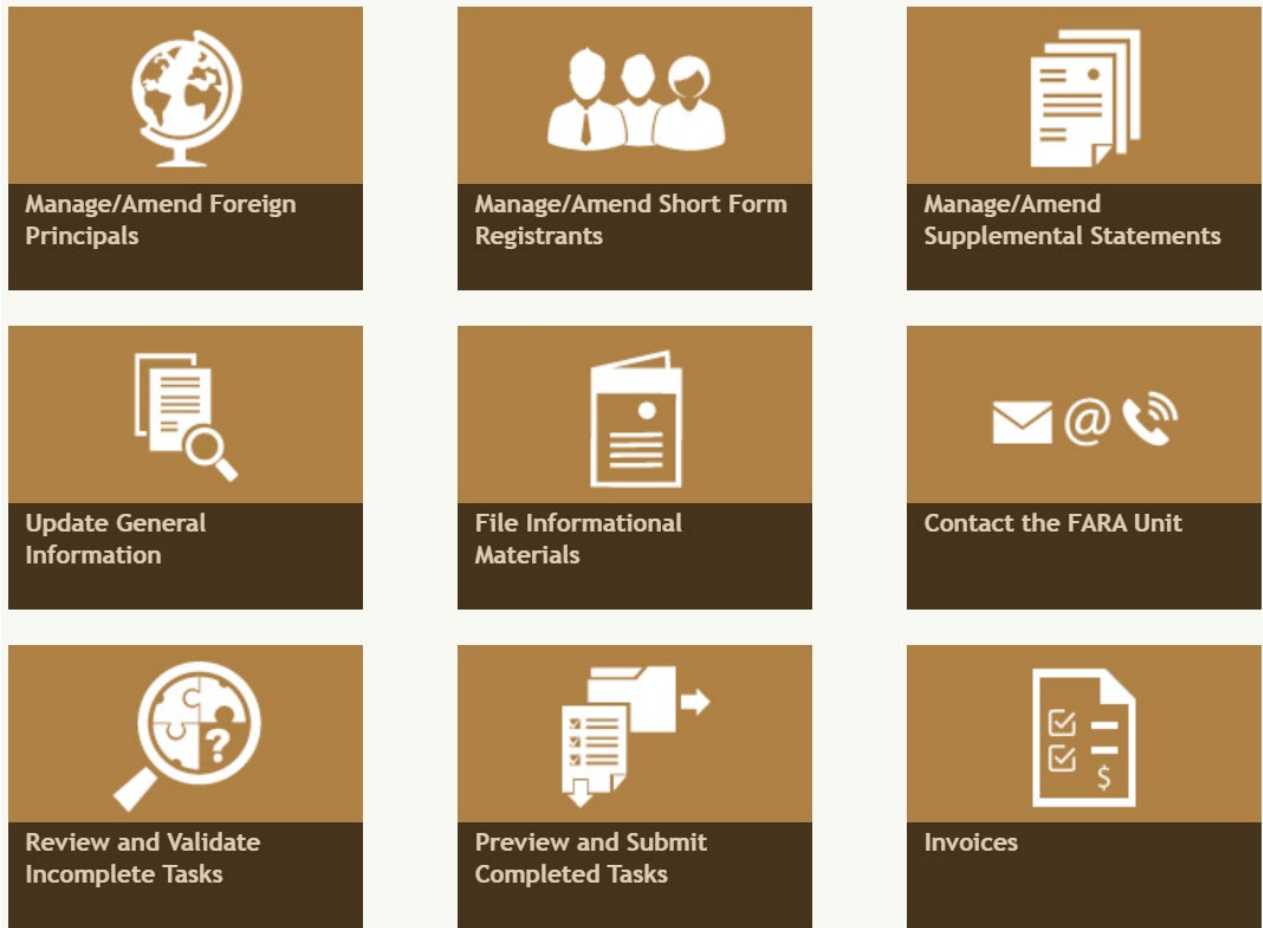 Manage/Amend Foreign
Principals
Manage/Amend Short Form
Registrants
Manage/Amend
Supplemental Statements
Update General
Information
File Informational
Materials
@
Contact the FARA Unit
?
Review and Validate
Incomplete Tasks
Preview and Submit
Completed Tasks
$
Invoices